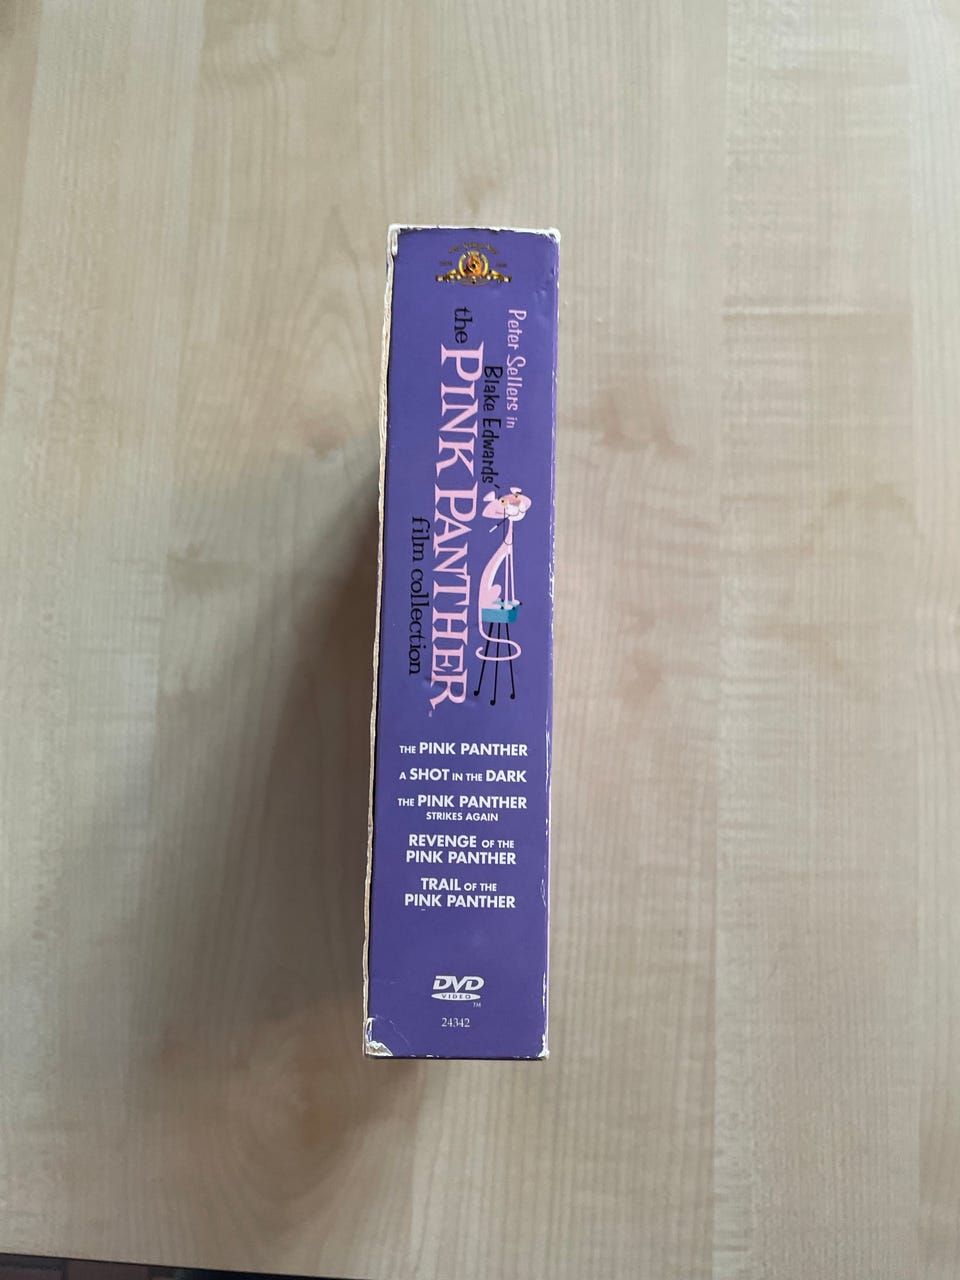 Peter Sellers in
Blake Edwards'
the
PINK PANTHER
film collection
THE PINK PANTHER
A SHOT IN THE DARK
THE PINK PANTHER
STRIKES AGAIN
REVENGE OF THE
PINK PANTHER
TRAIL OF THE
PINK PANTHER
DVD
VIDEO
TM
24342